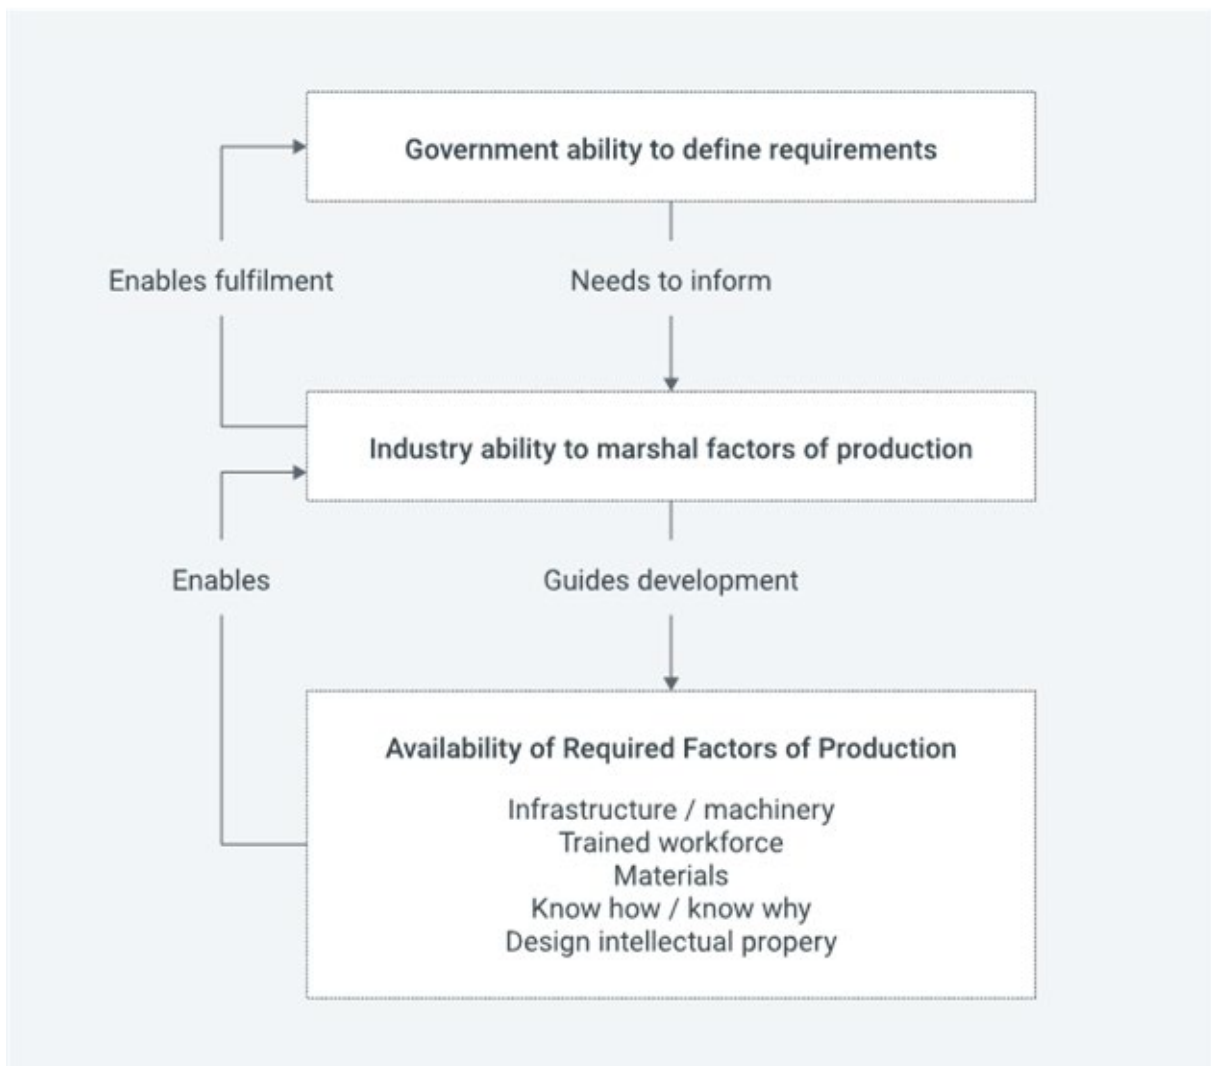 Government ability to define requirements
Enables fulfilment
Needs to inform
Industry ability to marshal factors of production
Enables
Guides development
Availability of Required Factors of Production
Infrastructure / machinery
Trained workforce
Materials
Know how / know why
Design intellectual propery